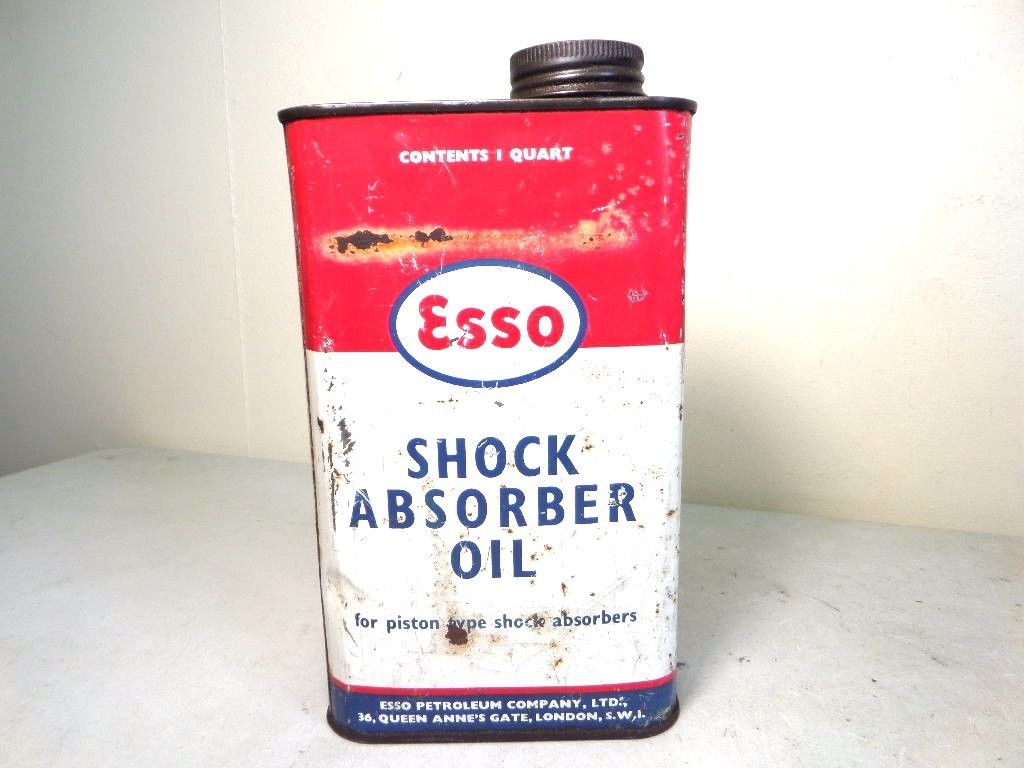 CONTENTS 1 QUART
Esso
SHOCK
ABSORBER
OIL
for piston type shock absorbers
ESSO PETROLEUM COMPANY, LTD.,
36, QUEEN ANNE'S GATE, LONDON, S.W.1.